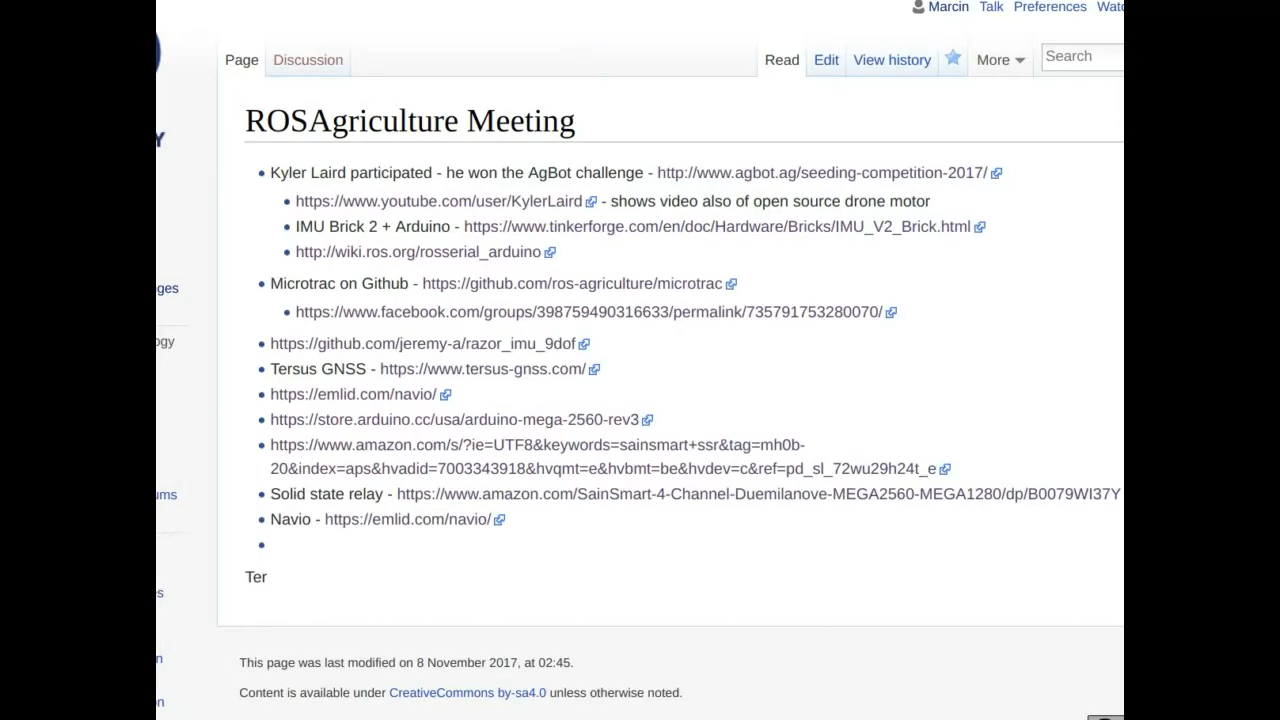 Marcin Talk Preferences
Page Discussion Read Edit View history More Search
Y
ROSAgriculture Meeting
Kyler Laird participated - he won the AgBot challenge - http://www.agbot.ag/seeding-competition-2017/
https://www.youtube.com/user/KylerLaird - shows video also of open source drone motor
IMU Brick 2 + Arduino - https://www.tinkerforge.com/en/doc/Hardware/Bricks/IMU_V2_Brick.html
http://wiki.ros.org/rosserial_arduino
ges
Microtrac on Github - https://github.com/ros-agriculture/microtrac
https://www.facebook.com/groups/398759490316633/permalink/735791753280070/
ogy
https://github.com/jeremy-a/razor_imu_9dof
Tersus GNSS - https://www.tersus-gnss.com/
https://emlid.com/navio/
https://store.arduino.cc/usa/arduino-mega-2560-rev3
https://www.amazon.com/s/?ie=UTF8&keywords=sainsmart+ssr&tag=mh0b-
20&index=aps&hvadid=7003343918&hvqmt=e&hvbmt=be&hvdev=c&ref=pd_sl_72wu29h24t_e
ums
Solid state relay - https://www.amazon.com/SainSmart-4-Channel-Duemilanove-MEGA2560-MEGA1280/dp/B0079WI37Y
Navio - https://emlid.com/navio/
Ter
es
This page was last modified on 8 November 2017, at 02:45.
n
Content is available under CreativeCommons by-sa4.0 unless otherwise noted.
on